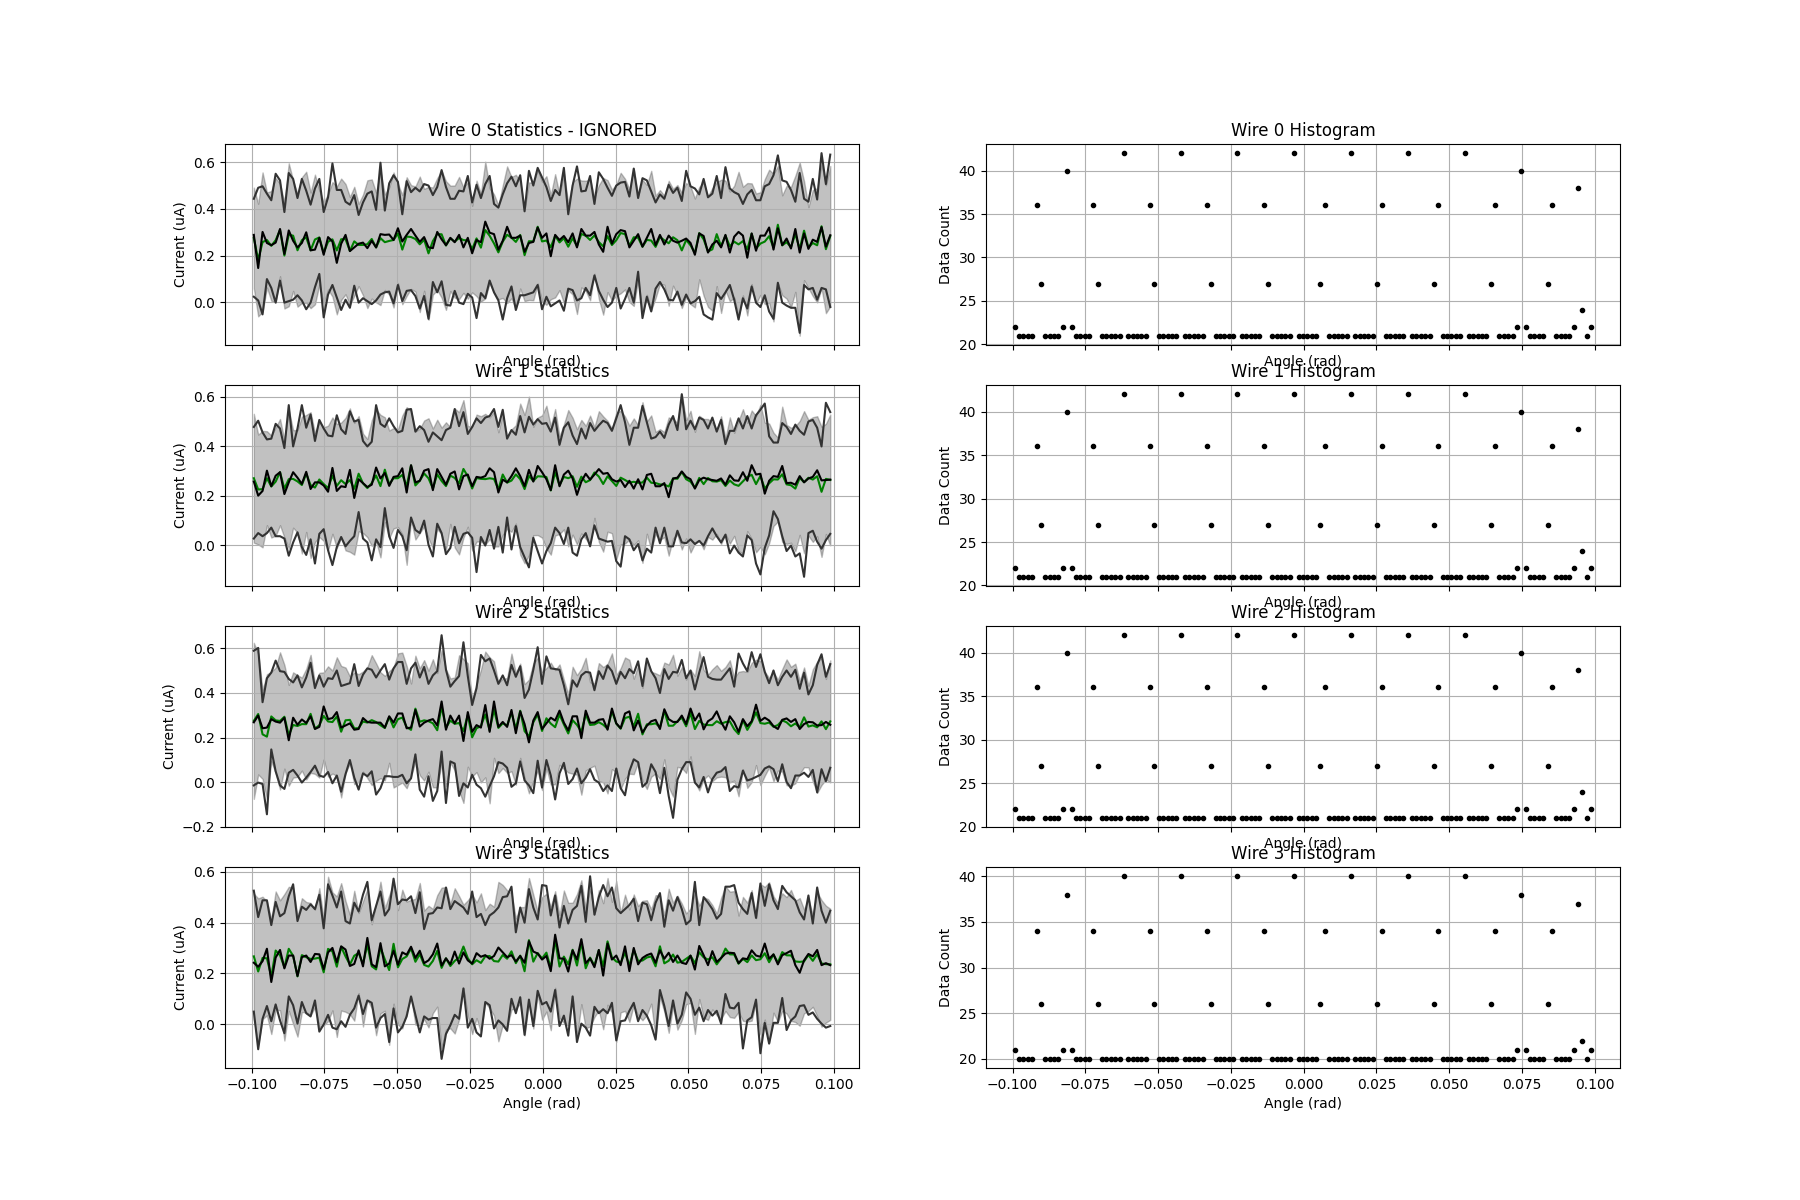 Wire 0 Statistics - IGNORED
Current (uA)
0.6
0.4
0.2
0.0
Angle (rad)
Wire 0 Histogram
Data Count
40
35
30
25
20
Angle (rad)
Wire 1 Statistics
Current (uA)
0.6
0.4
0.2
0.0
Angle (rad)
Wire 1 Histogram
Data Count
40
35
30
25
20
Angle (rad)
Wire 2 Statistics
Current (uA)
0.6
0.4
0.2
0.0
−0.2
Angle (rad)
Wire 2 Histogram
Data Count
40
35
30
25
20
Angle (rad)
Wire 3 Statistics
Current (uA)
0.6
0.4
0.2
0.0
−0.100 −0.075 −0.050 −0.025 0.000 0.025 0.050 0.075 0.100
Angle (rad)
Wire 3 Histogram
Data Count
40
35
30
25
20
−0.100 −0.075 −0.050 −0.025 0.000 0.025 0.050 0.075 0.100
Angle (rad)